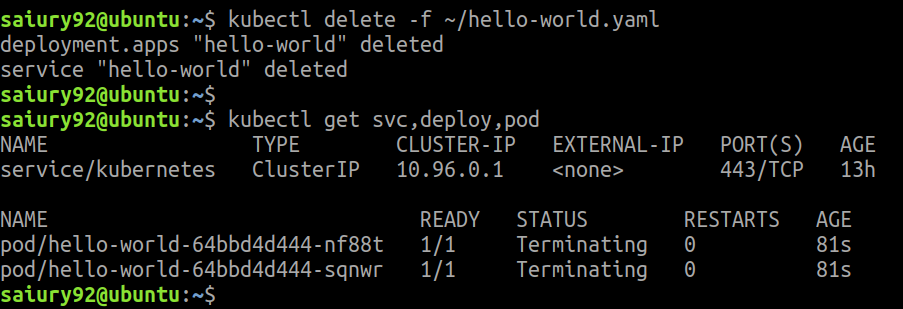 saiury92@ubuntu:~$ kubectl delete -f ~/hello-world.yaml
deployment.apps "hello-world" deleted
service "hello-world" deleted
saiury92@ubuntu:~$
saiury92@ubuntu:~$ kubectl get svc,deploy,pod
NAME                 TYPE        CLUSTER-IP   EXTERNAL-IP   PORT(S)   AGE
service/kubernetes   ClusterIP   10.96.0.1    <none>        443/TCP   13h

NAME                               READY   STATUS        RESTARTS   AGE
pod/hello-world-64bbd4d444-nf88t   1/1     Terminating   0          81s
pod/hello-world-64bbd4d444-sqnwr   1/1     Terminating   0          81s
saiury92@ubuntu:~$